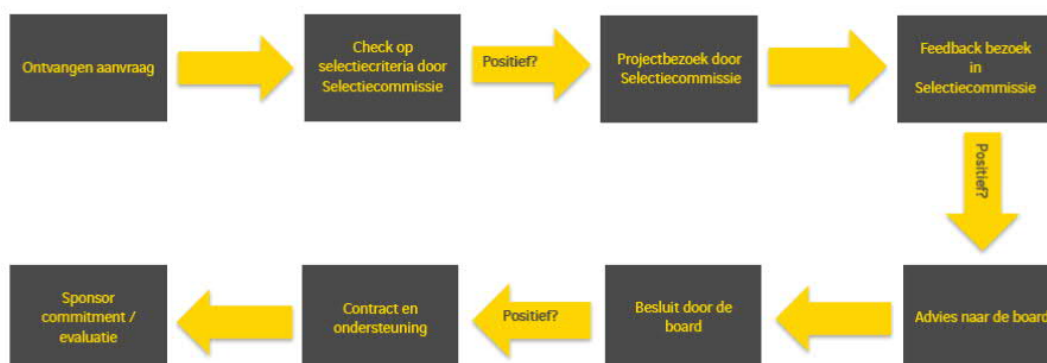 Ontvangen aanvraag
Check op
selectiecriteria door
Selectiecommissie
Positief?
Projectbezoek door
Selectiecommissie
Feedback bezoek
in
Selectiecommissie
Positief?
Advies naar de board
Besluit door de
board
Positief?
Contract en
ondersteuning
Sponsor
commitment /
evaluatie